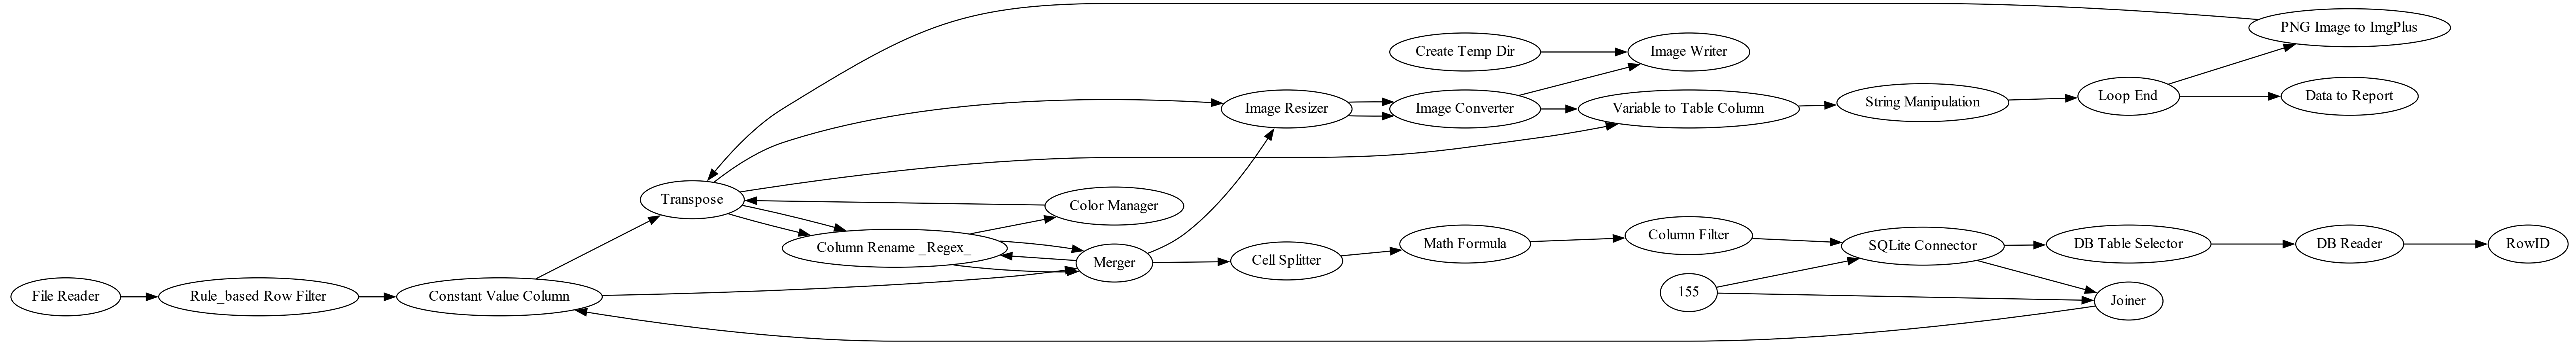 PNG Image to ImgPlus
Create Temp Dir
Image Writer
Image Resizer
Image Converter
Variable to Table Column
String Manipulation
Loop End
Data to Report
Transpose
Color Manager
Column Rename _Regex_
Merger
Cell Splitter
Math Formula
Column Filter
SQLite Connector
DB Table Selector
DB Reader
RowID
File Reader
Rule_based Row Filter
Constant Value Column
155
Joiner